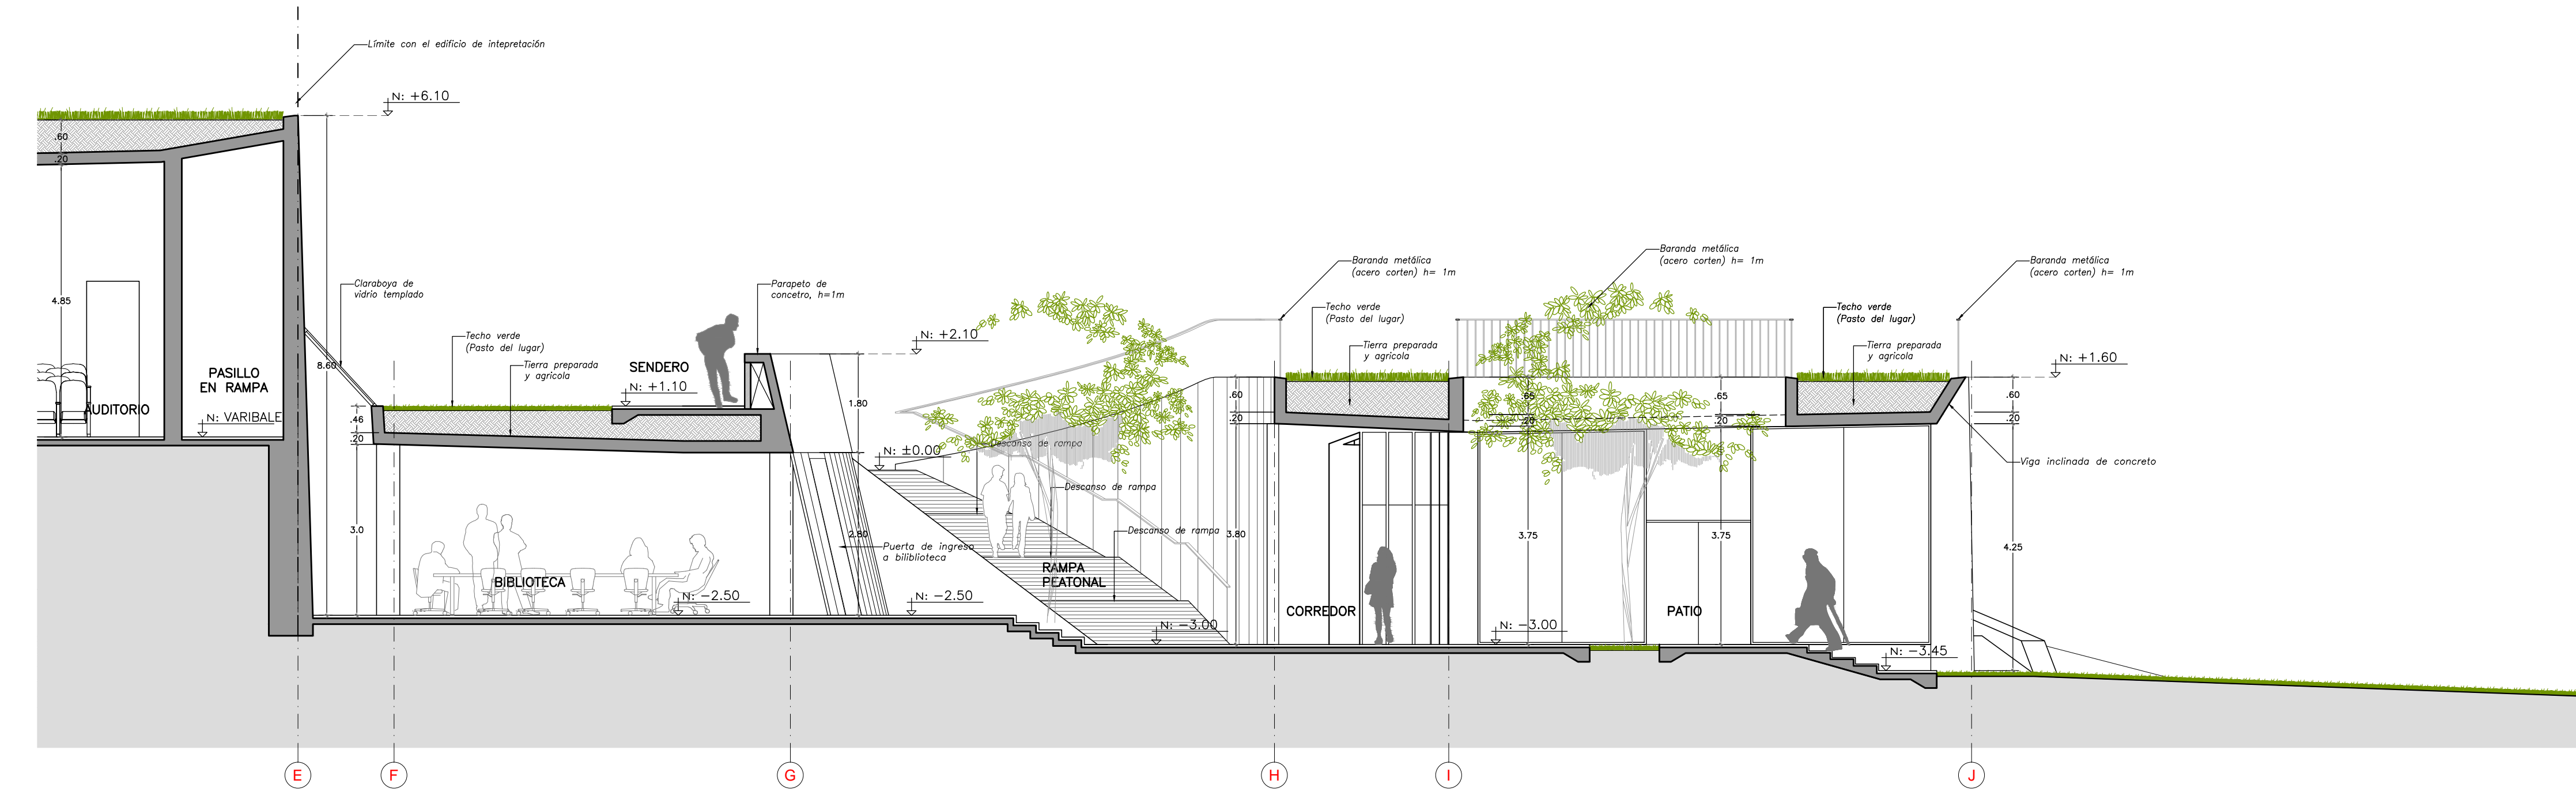 Límite con el edificio de intepretación
N: +6.10
.60
.20
4.85
AUDITORIO
PASILLO
EN RAMPA
N: VARIBALE
8.60
Claraboya de
vidrio templado
Techo verde
(Pasto del lugar)
Tierra preparada
y agricola
SENDERO
N: +1.10
Parapeto de
concetro, h=1m
N: +2.10
.46
.20
3.0
BIBLIOTECA
N: -2.50
1.80
2.80
N: ±0.00
Puerta de ingreso
a biliblioteca
N: -2.50
Descanso de rampa
Descanso de rampa
Descanso de rampa
RAMPA
PEATONAL
N: -3.00
Baranda metálica
(acero corten) h= 1m
Techo verde
(Pasto del lugar)
Tierra preparada
y agricola
.60
.20
3.80
CORREDOR
N: -3.00
Baranda metálica
(acero corten) h= 1m
.65
.20
3.75
.65
.20
3.75
PATIO
Techo verde
(Pasto del lugar)
Tierra preparada
y agricola
Baranda metálica
(acero corten) h= 1m
N: +1.60
.60
.20
Viga inclinada de concreto
4.25
N: -3.45
E
F
G
H
I
J